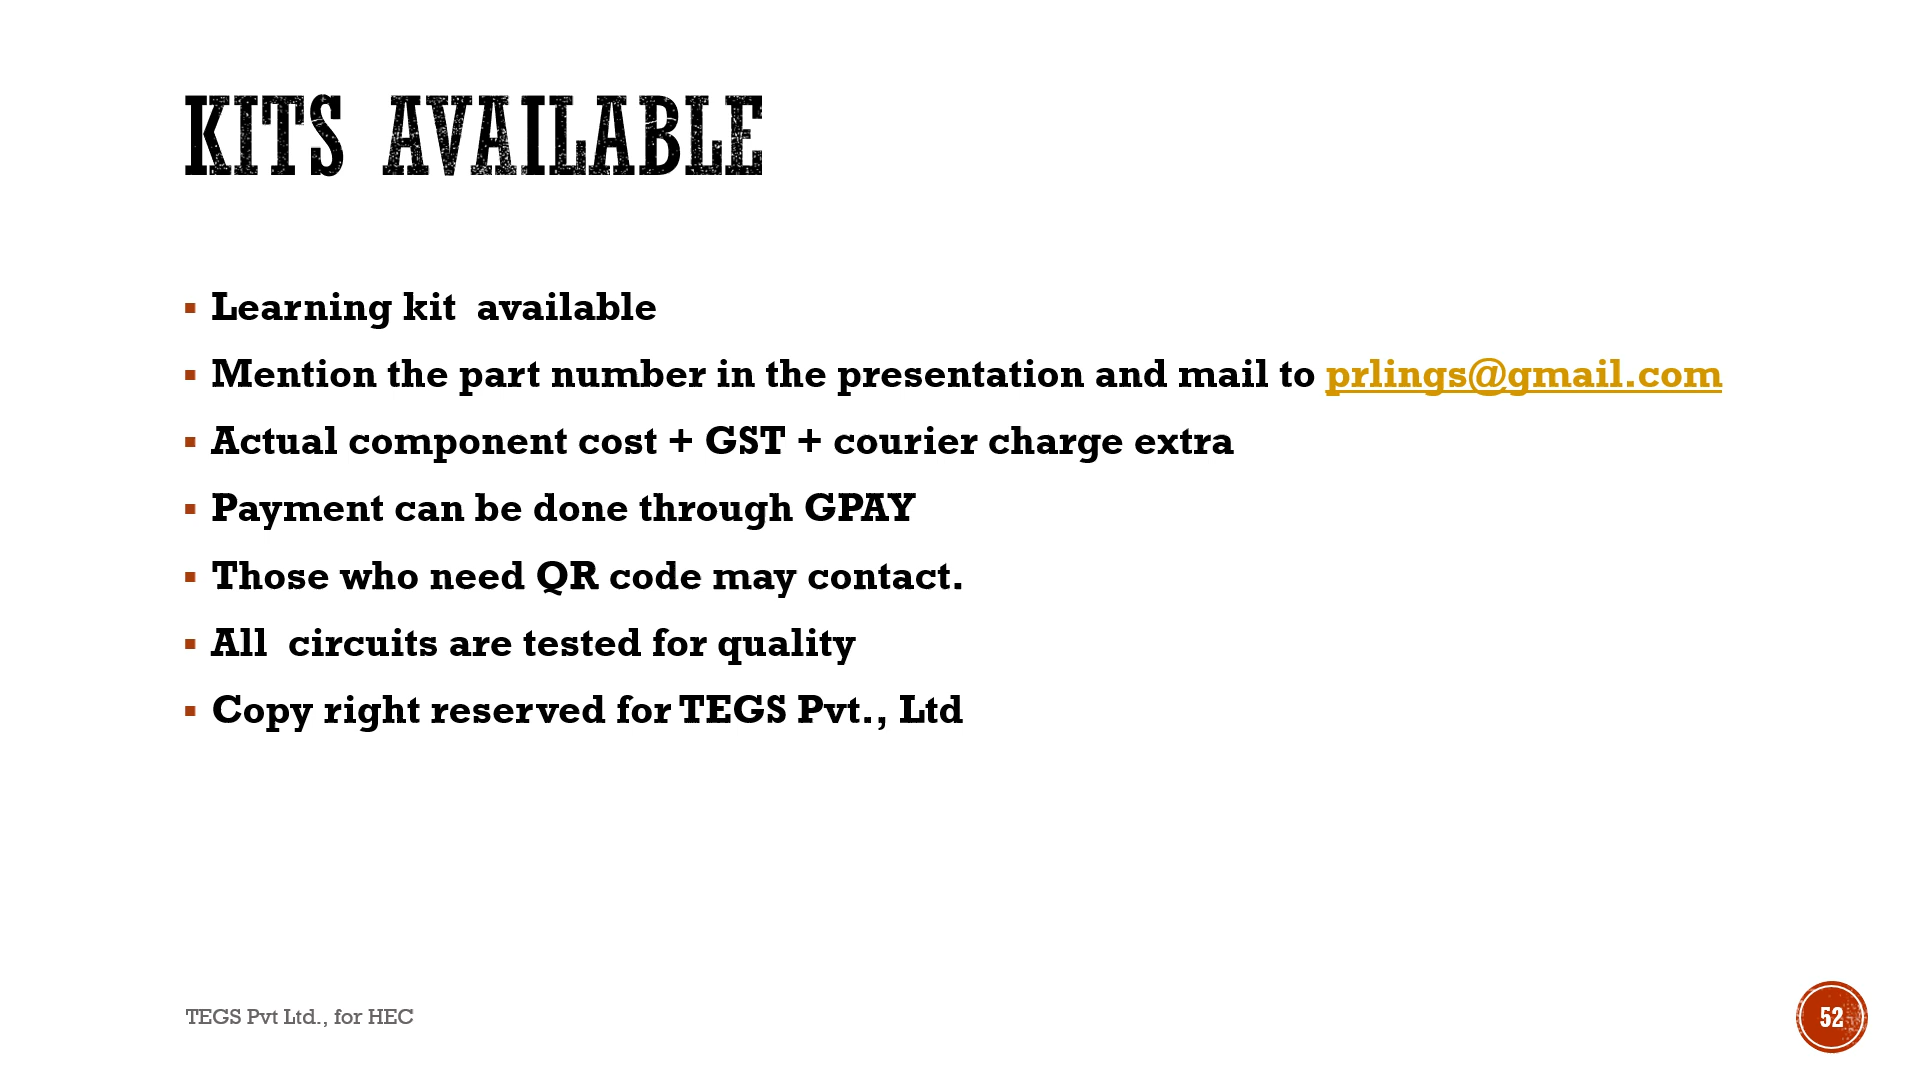 KITS AVAILABLE
Learning kit available
Mention the part number in the presentation and mail to prlings@gmail.com
Actual component cost + GST + courier charge extra
Payment can be done through GPAY
Those who need QR code may contact.
All circuits are tested for quality
Copy right reserved for TEGS Pvt., Ltd
TEGS Pvt Ltd., for HEC
52